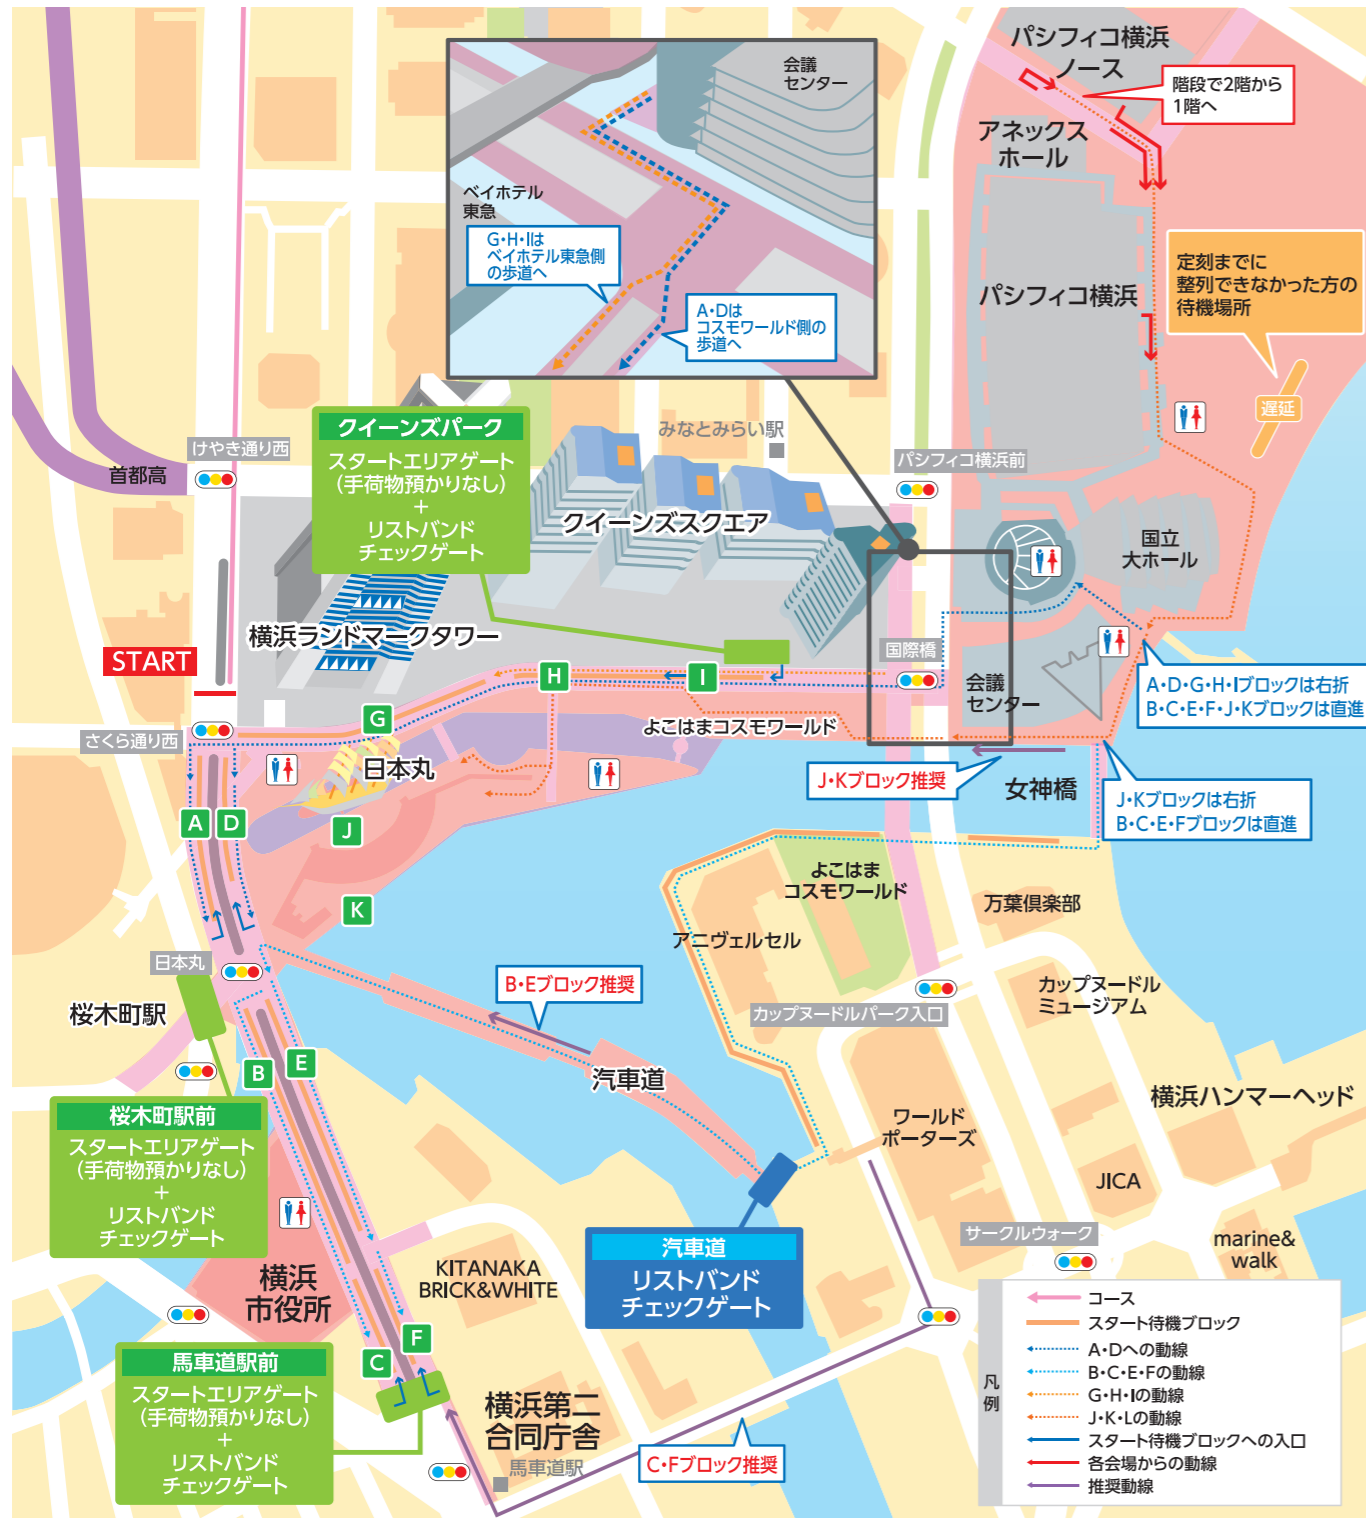 パシフィコ横浜
ノース
階段で2階から
1階へ
アネックス
ホール
会議
センター
ベイホテル
東急
G・H・Iは
ベイホテル東急側
の歩道へ
A・Dは
コスモワールド側の
歩道へ
パシフィコ横浜
定刻までに
整列できなかった方の
待機場所
遅延
クイーンズパーク
スタートエリアゲート
(手荷物預かりなし)
+
リストバンド
チェックゲート
みなとみらい駅
けやき通り西
首都高
パシフィコ横浜前
クイーンズスクエア
国立
大ホール
横浜ランドマークタワー
START
国際橋
H
I
会議
センター
A・D・G・H・Iブロックは右折
B・C・E・F・J・Kブロックは直進
G
さくら通り西
よこはまコスモワールド
日本丸
J・Kブロック推奨
女神橋
J・Kブロックは右折
B・C・E・Fブロックは直進
A
D
J
K
よこはま
コスモワールド
万葉倶楽部
アニヴェルセル
日本丸
桜木町駅
B・Eブロック推奨
カップヌードルパーク入口
カップヌードル
ミュージアム
B
E
汽車道
桜木町駅前
スタートエリアゲート
(手荷物預かりなし)
+
リストバンド
チェックゲート
ワールド
ポーターズ
横浜ハンマーヘッド
JICA
汽車道
リストバンド
チェックゲート
サークルウォーク
marine&
walk
横浜
市役所
KITANAKA
BRICK&WHITE
F
C
馬車道駅前
スタートエリアゲート
(手荷物預かりなし)
+
リストバンド
チェックゲート
横浜第二
合同庁舎
馬車道駅
C・Fブロック推奨
凡例
コース
スタート待機ブロック
A・Dへの動線
B・C・E・Fの動線
G・H・Iの動線
J・K・Lの動線
スタート待機ブロックへの入口
各会場からの動線
推奨動線